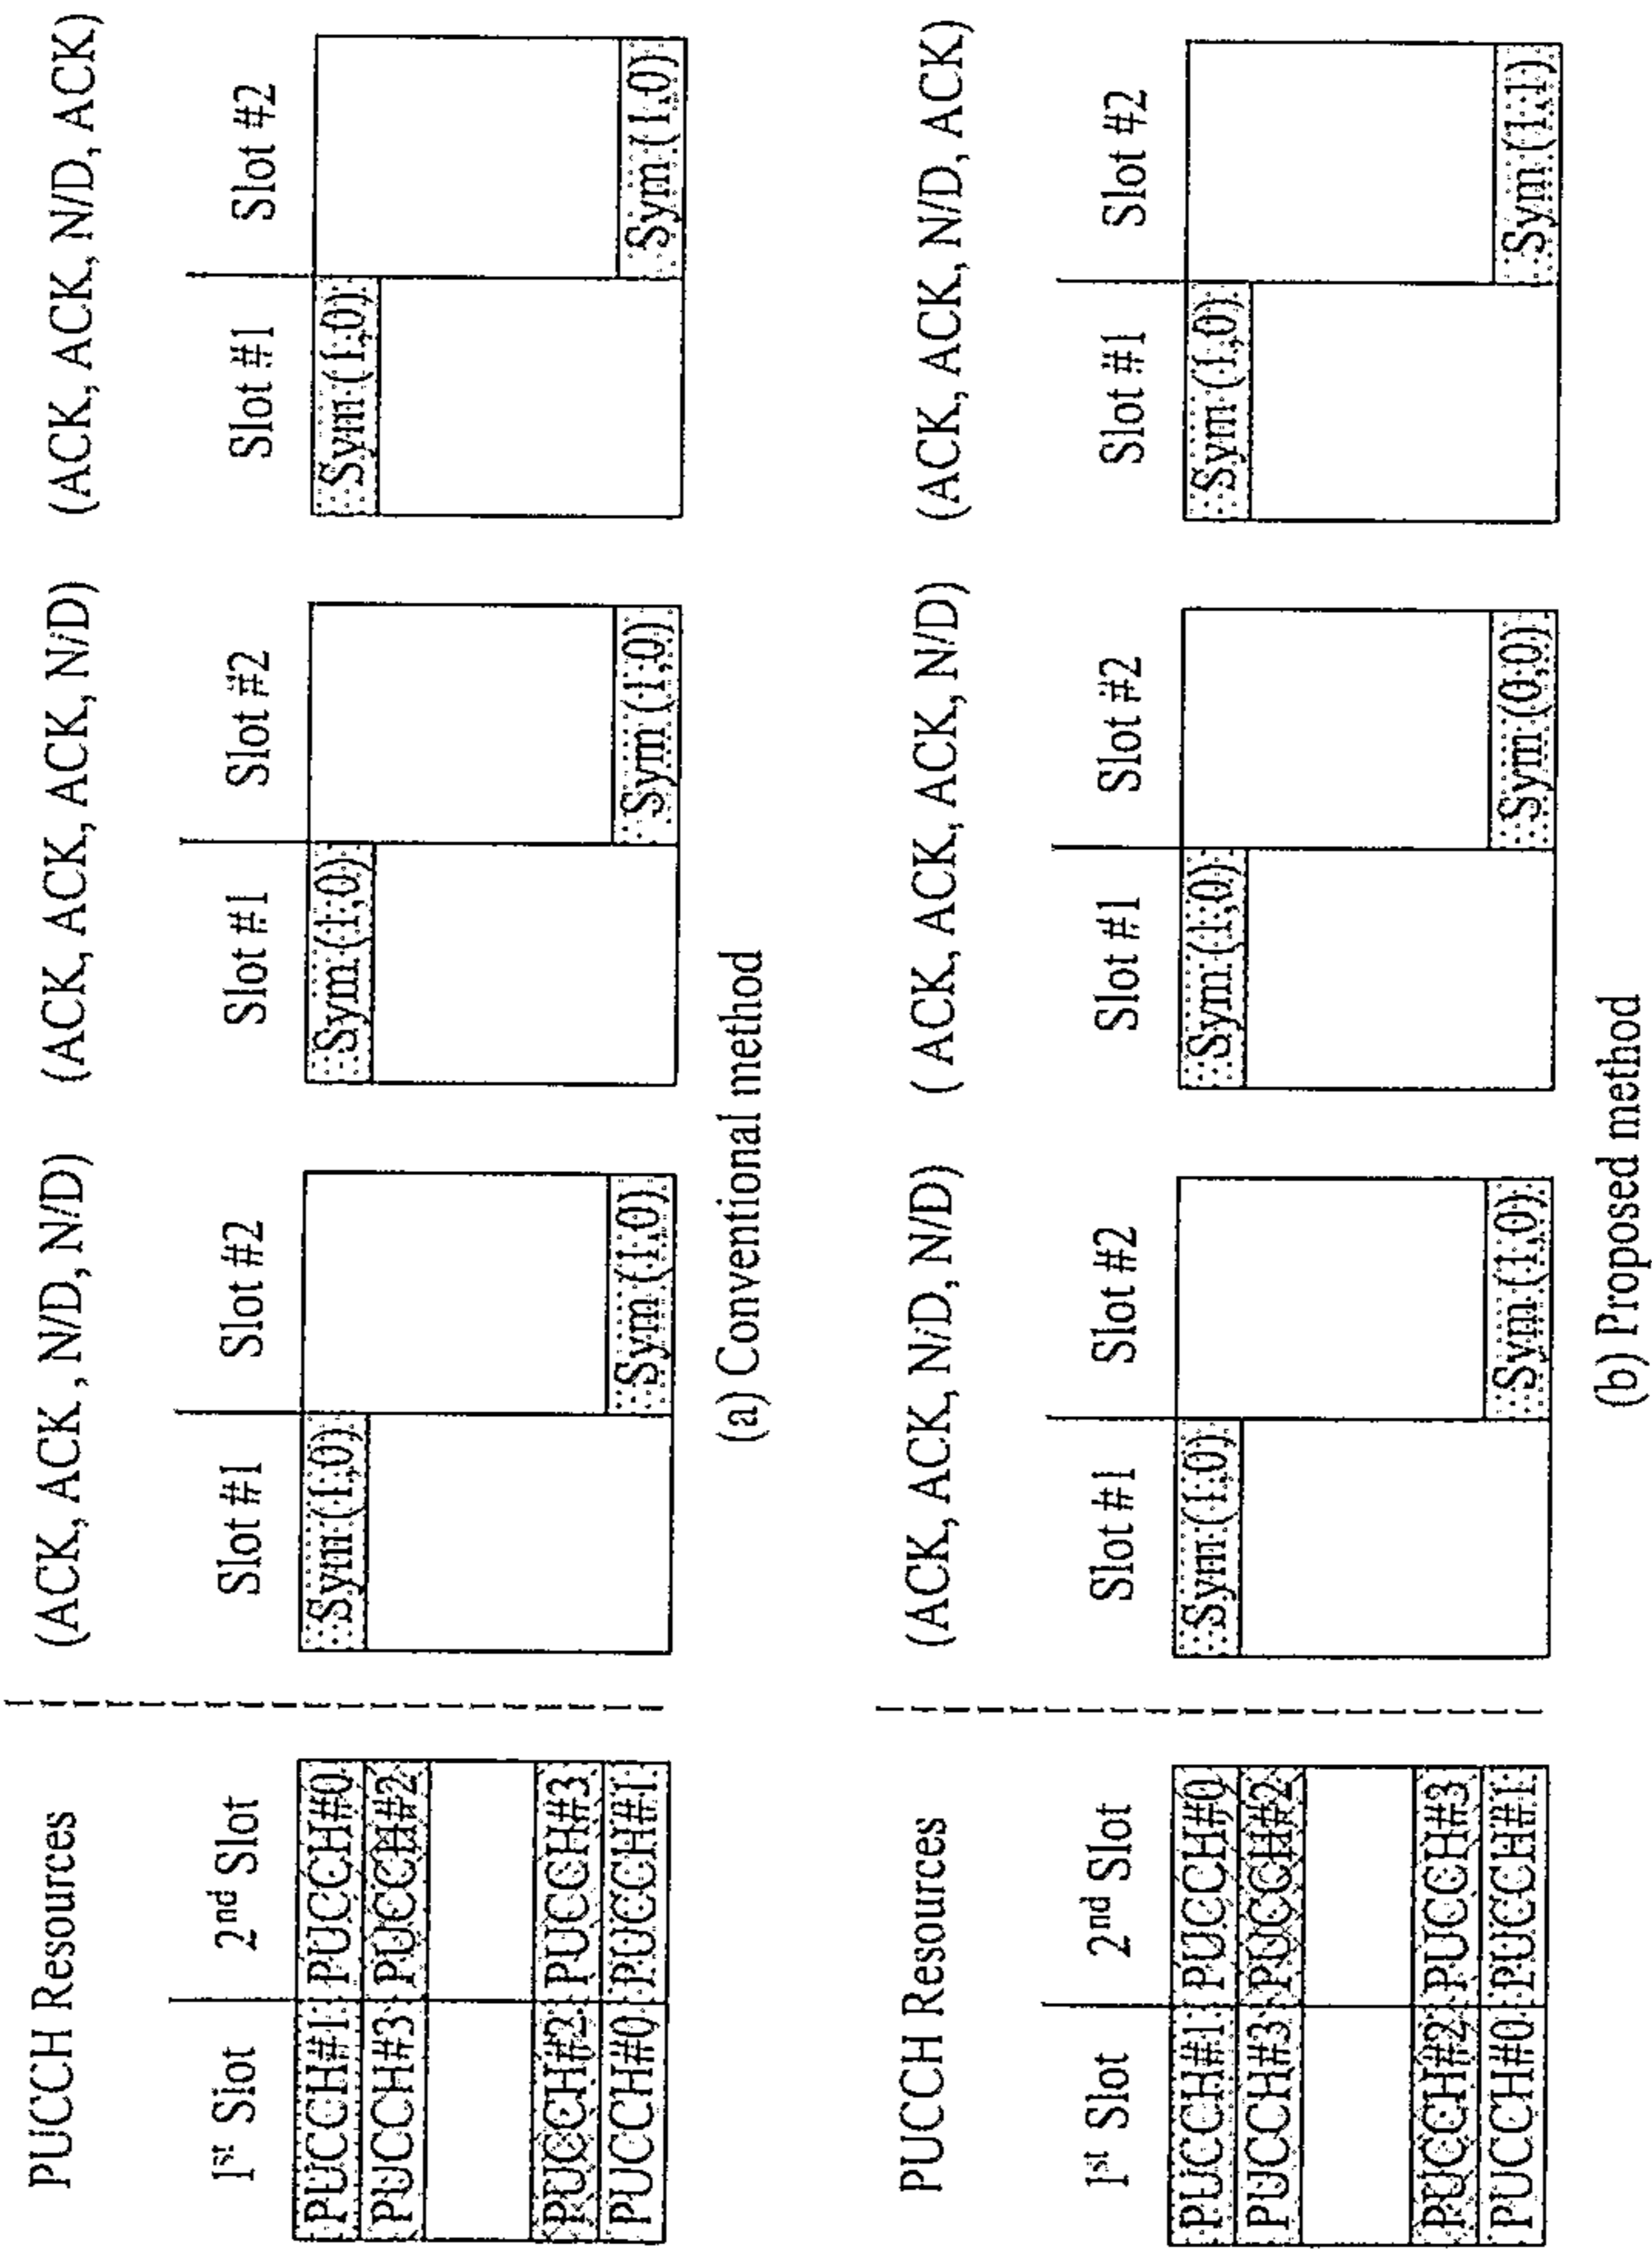 PUCCH Resources
(ACK, ACK , N/D, N/D)
(ACK, ACK, ACK, N/D)
(ACK, ACK, N/D, ACK)
1st Slot
2nd Slot
Slot #1
Slot #2
Slot #1
Slot #2
Slot #1
Slot #2
PUCCH#1
PUCCH#0
Sym (1,0)
Sym (1,0)
Sym (1,0)
PUCCH#3
PUCCH#2
PUCCH#2
PUCCH#3
PUCCH#0
PUCCH#1
Sym (1,0)
Sym (1,0)
Sym (1,0)
(a) Conventional method
PUCCH Resources
(ACK, ACK, N/D, N/D)
( ACK, ACK, ACK, N/D)
(ACK, ACK, N/D, ACK)
1st Slot
2nd Slot
Slot #1
Slot #2
Slot #1
Slot #2
Slot #1
Slot #2
PUCCH#1
PUCCH#0
Sym (1,0)
Sym (1,0)
Sym (1,0)
PUCCH#3
PUCCH#2
PUCCH#2
PUCCH#3
PUCCH#0
PUCCH#1
Sym (1,0)
Sym (0,0)
Sym (1,1)
(b) Proposed method